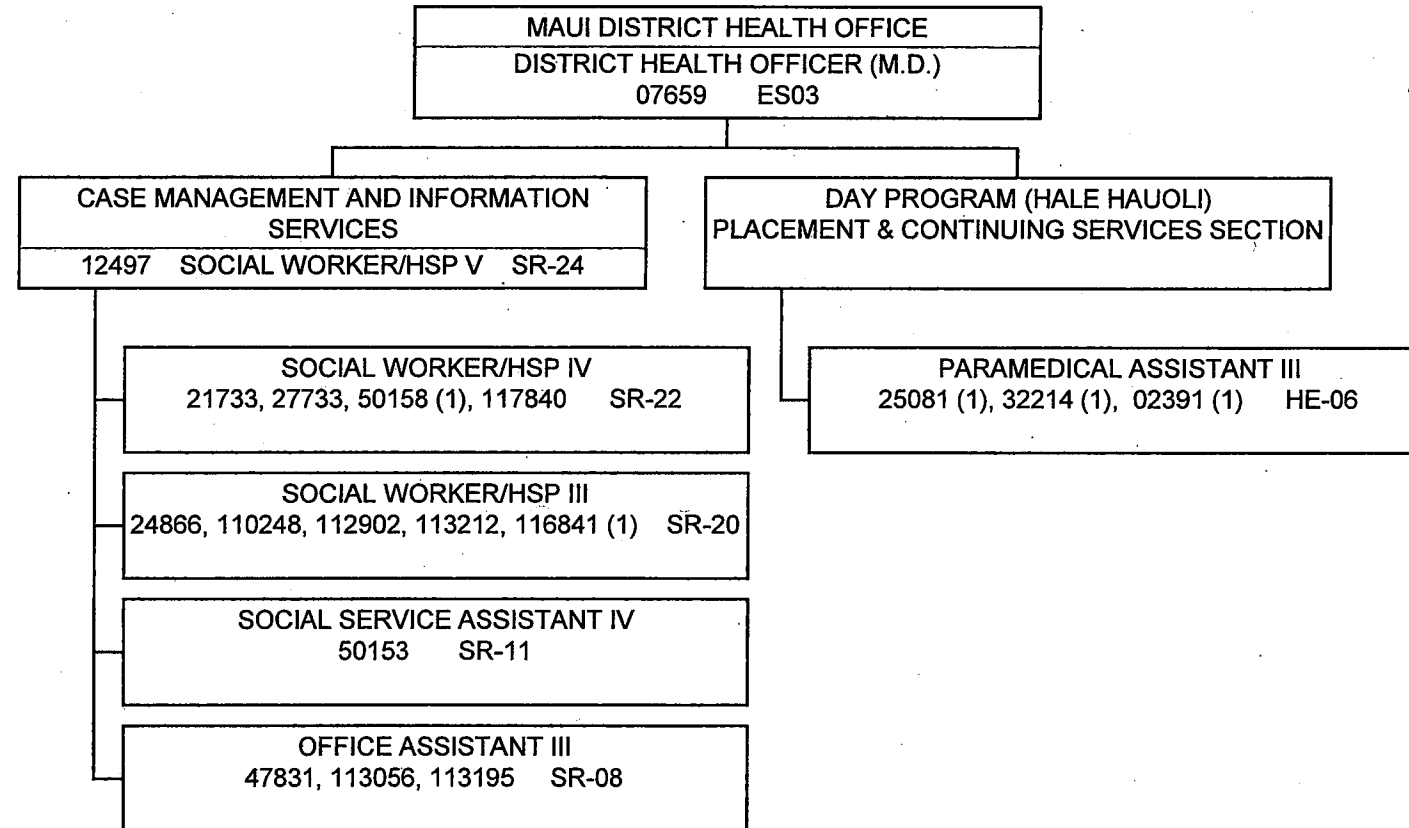 MAUI DISTRICT HEALTH OFFICE
DISTRICT HEALTH OFFICER (M.D.)
07659 ES03
CASE MANAGEMENT AND INFORMATION
SERVICES
12497 SOCIAL WORKER/HSP V SR-24
SOCIAL WORKER/HSP IV
21733, 27733, 50158 (1), 117840 SR-22
SOCIAL WORKER/HSP III
24866, 110248, 112902, 113212, 116841 (1) SR-20
SOCIAL SERVICE ASSISTANT IV
50153 SR-11
OFFICE ASSISTANT III
47831, 113056, 113195 SR-08
DAY PROGRAM (HALE HAUOLI)
PLACEMENT & CONTINUING SERVICES SECTION
PARAMEDICAL ASSISTANT III
25081 (1), 32214 (1), 02391 (1) HE-06